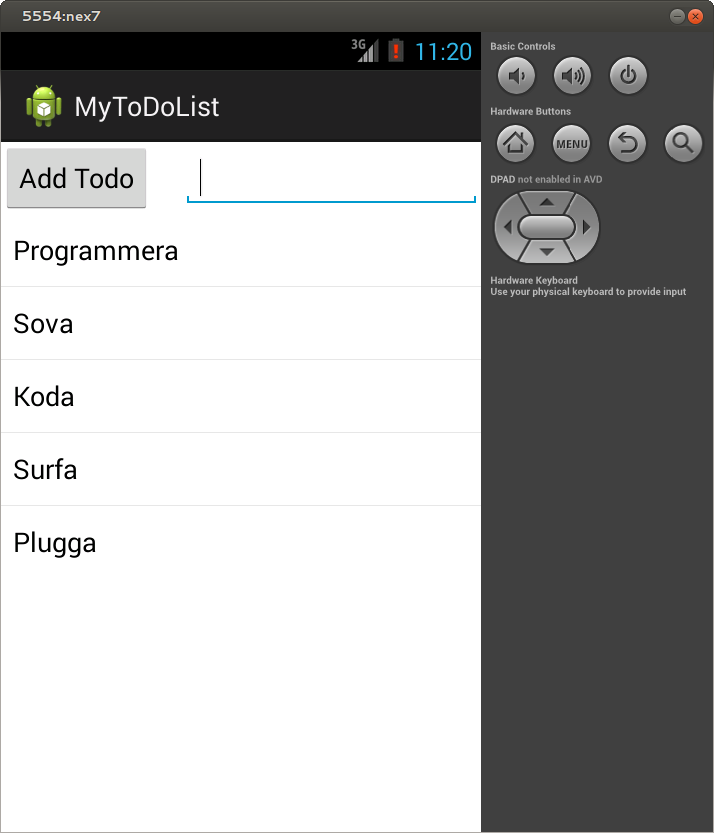 5554:nex7
3G
11:20
MyToDoList
Add Todo
Programmera
Sova
Koda
Surfa
Plugga
Basic Controls
Hardware Buttons
MENU
DPAD not enabled in AVD
Hardware Keyboard
Use your physical keyboard to provide input